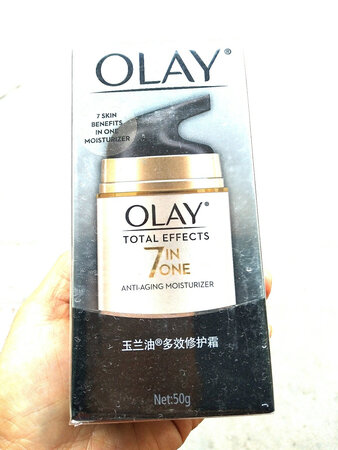 OLAY®
7 SKIN
BENEFITS
IN ONE
MOISTURIZER
OLAY®
TOTAL EFFECTS
7 IN
ONE
ANTI-AGING MOISTURIZER
玉兰油®多效修护霜
Net:50g